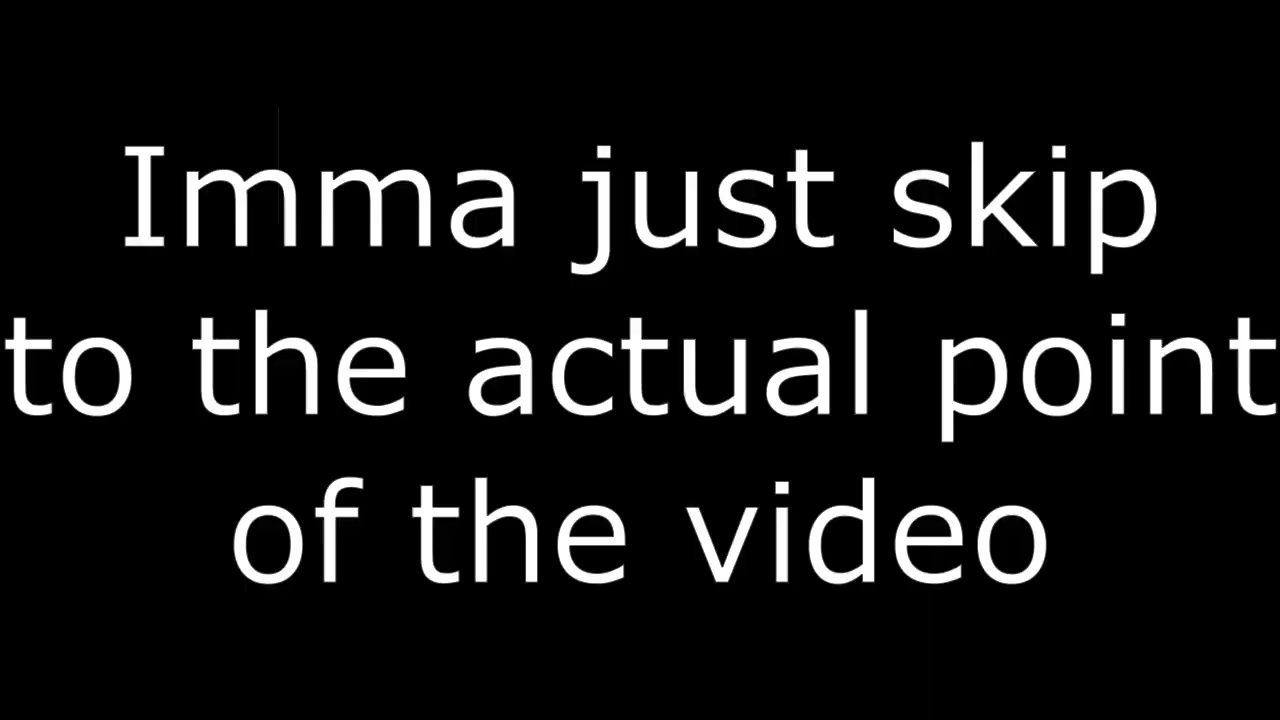 Imma just skip
to the actual point
of the video